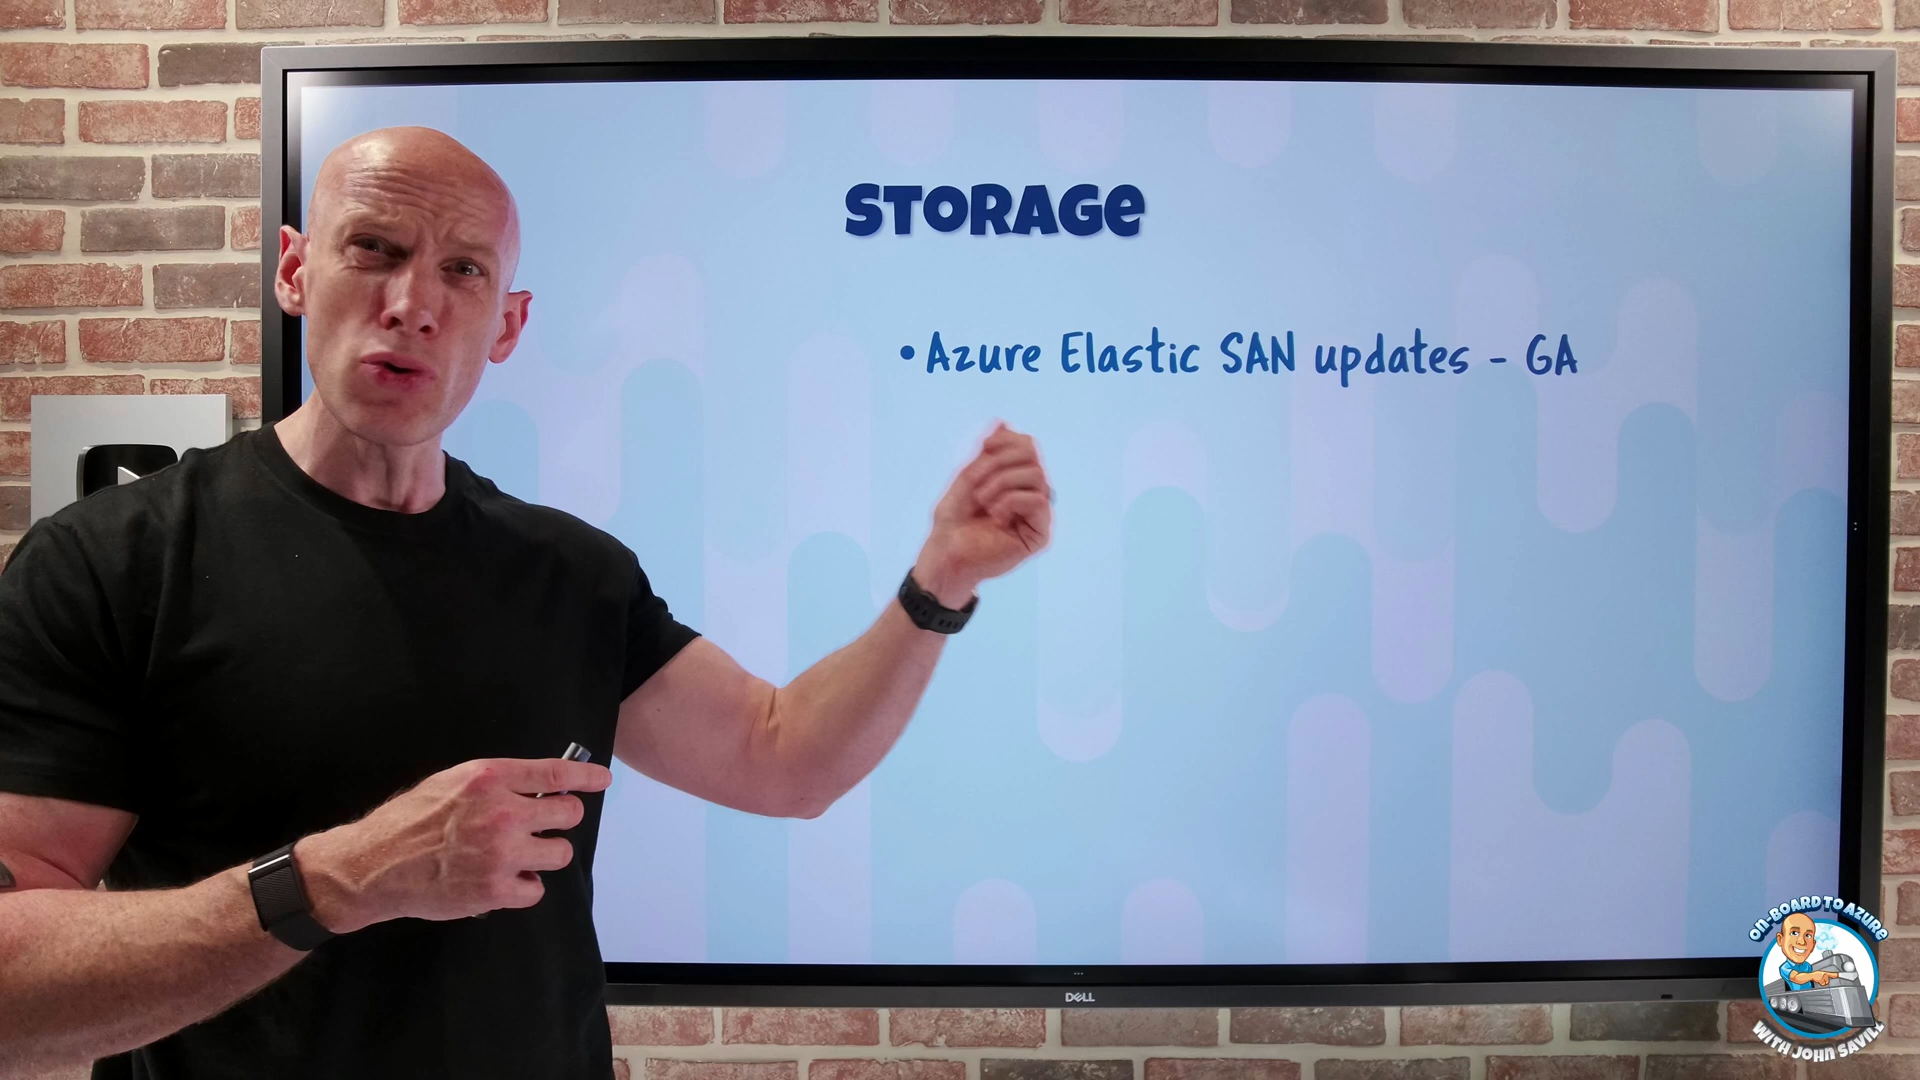 STORAGE
• Azure Elastic SAN updates - GA
DELL
ON-BOARD TO AZURE
WITH JOHN SAVILL